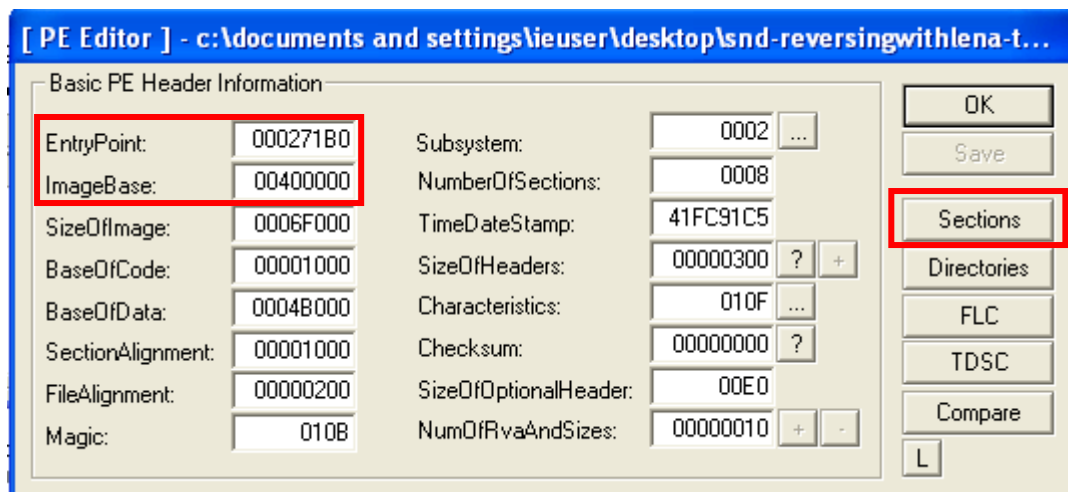 [ PE Editor ] - c:\documents and settings\ieuser\desktop\snd-reversingwithlena-t...
Basic PE Header Information
EntryPoint: 000271B0
ImageBase: 00400000
SizeOfImage: 0006F000
BaseOfCode: 00001000
BaseOfData: 0004B000
SectionAlignment: 00001000
FileAlignment: 00000200
Magic: 010B
Subsystem: 0002 ...
NumberOfSections: 0008
TimeDateStamp: 41FC91C5
SizeOfHeaders: 00000300 ? +
Characteristics: 010F ...
Checksum: 00000000 ?
SizeOfOptionalHeader: 00E0
NumOfRvaAndSizes: 00000010 + -
OK
Save
Sections
Directories
FLC
TDSC
Compare
L